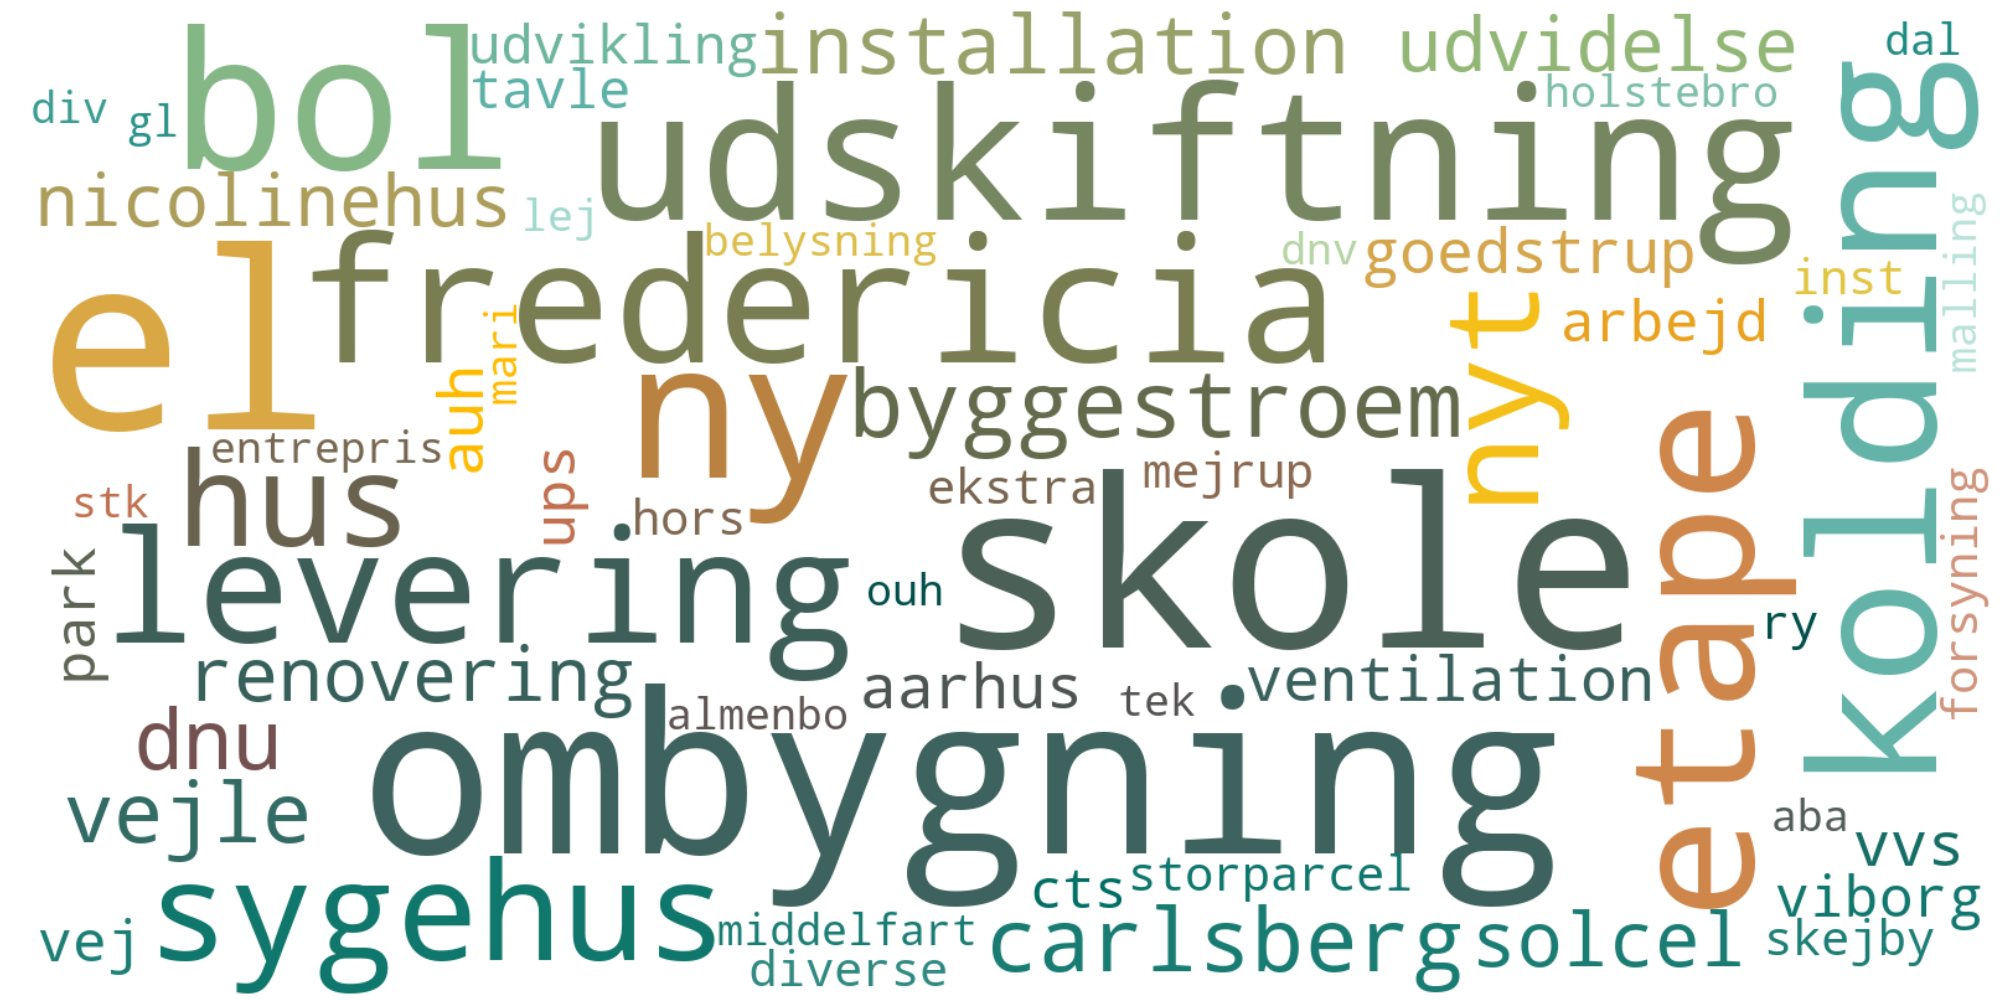 udvikling
installation
udvidelse
dal
bol
tavle
holstebro
div
gl
udskiftning
kolding
nicolinehus
lej
belysning
dnv
goedstrup
malling
el
fredericia
inst
nyt
arbejd
auh
mari
ny
byggestroem
etape
entrepris
hus
ups
ekstra
mejrup
stk
hors
skole
forsyning
park
levering
ouh
ry
renovering
aarhus
ventilation
almenbo
tek
dnu
ombygning
vejle
aba
vvs
sygehus
cts
storparcel
viborg
vej
middelfart
carlsberg
solcel
skejby
diverse